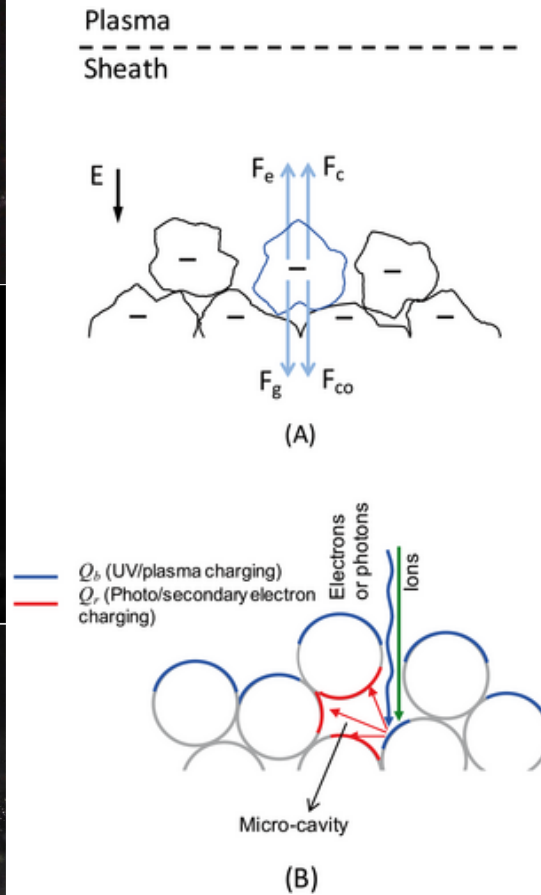 Plasma
Sheath
E
Fe
Fc
–
–
–
–
–
–
–
Fg
Fco
(A)
Qb (UV/plasma charging)
Qr (Photo/secondary electron
charging)
Electrons
or photons
Ions
Micro-cavity
(B)